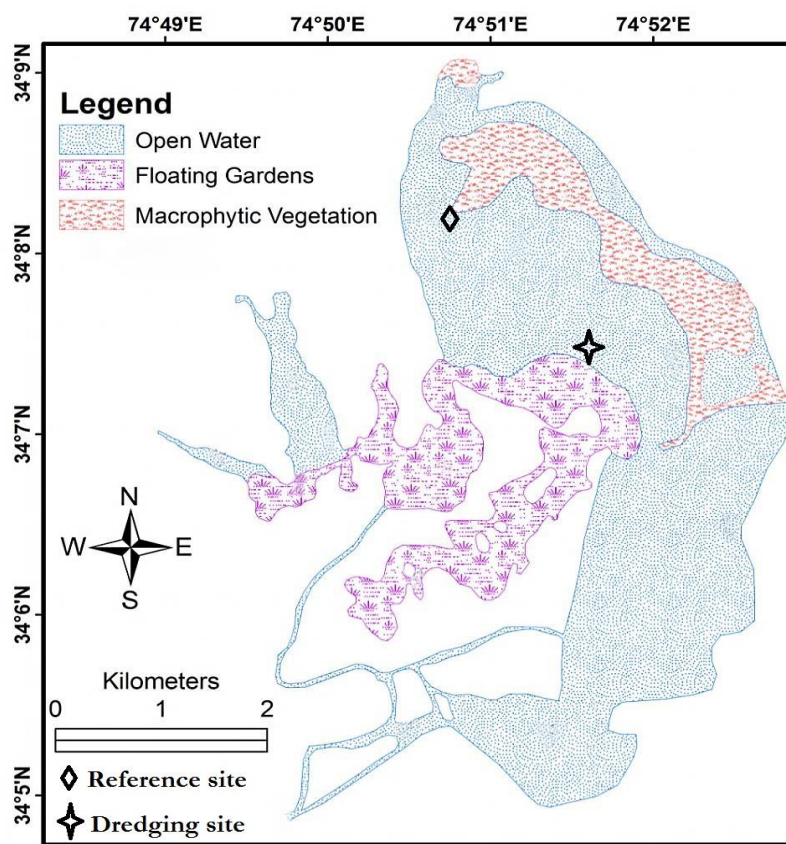 74°49'E 74°50'E 74°51'E 74°52'E
34°9'N
34°8'N
34°7'N
34°6'N
34°5'N
Legend
Open Water
Floating Gardens
Macrophytic Vegetation
N
W E
S
Kilometers
0 1 2
Reference site
Dredging site